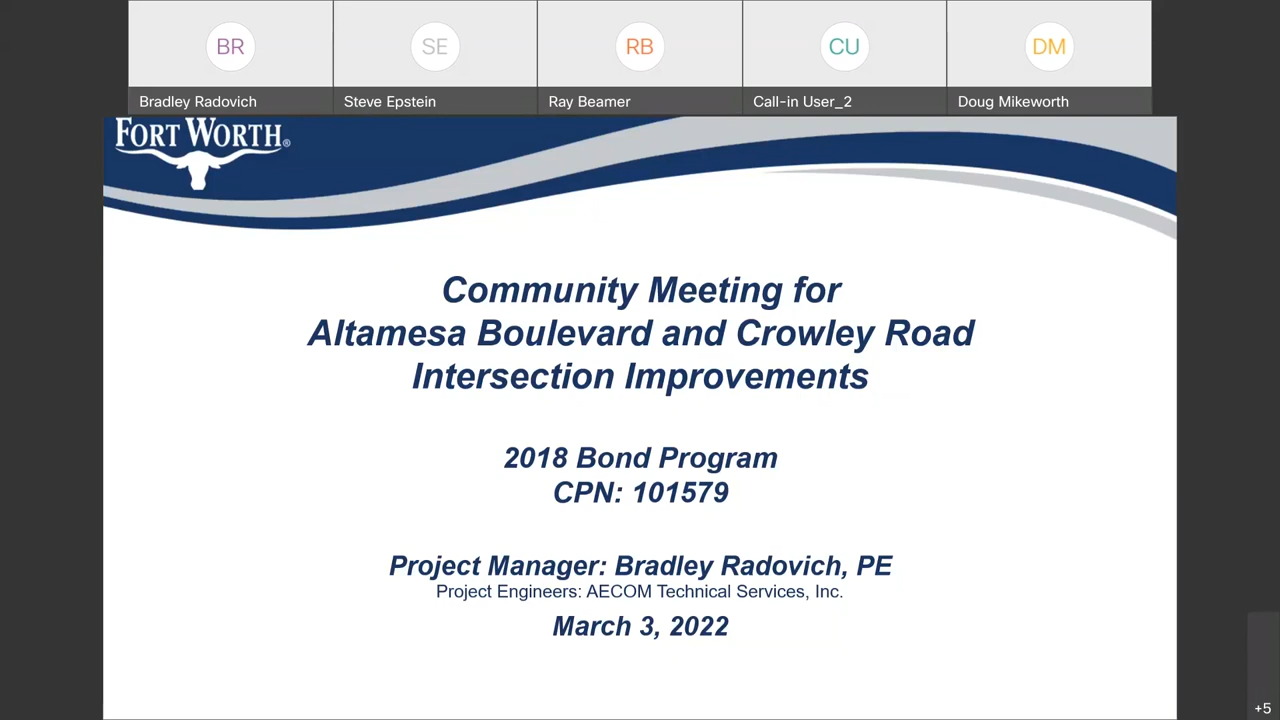 BR
SE
RB
CU
DM
Bradley Radovich
Steve Epstein
Ray Beamer
Call-in User_2
Doug Mikeworth
FORT WORTH®
Community Meeting for
Altamesa Boulevard and Crowley Road
Intersection Improvements
2018 Bond Program
CPN: 101579
Project Manager: Bradley Radovich, PE
Project Engineers: AECOM Technical Services, Inc.
March 3, 2022
+5